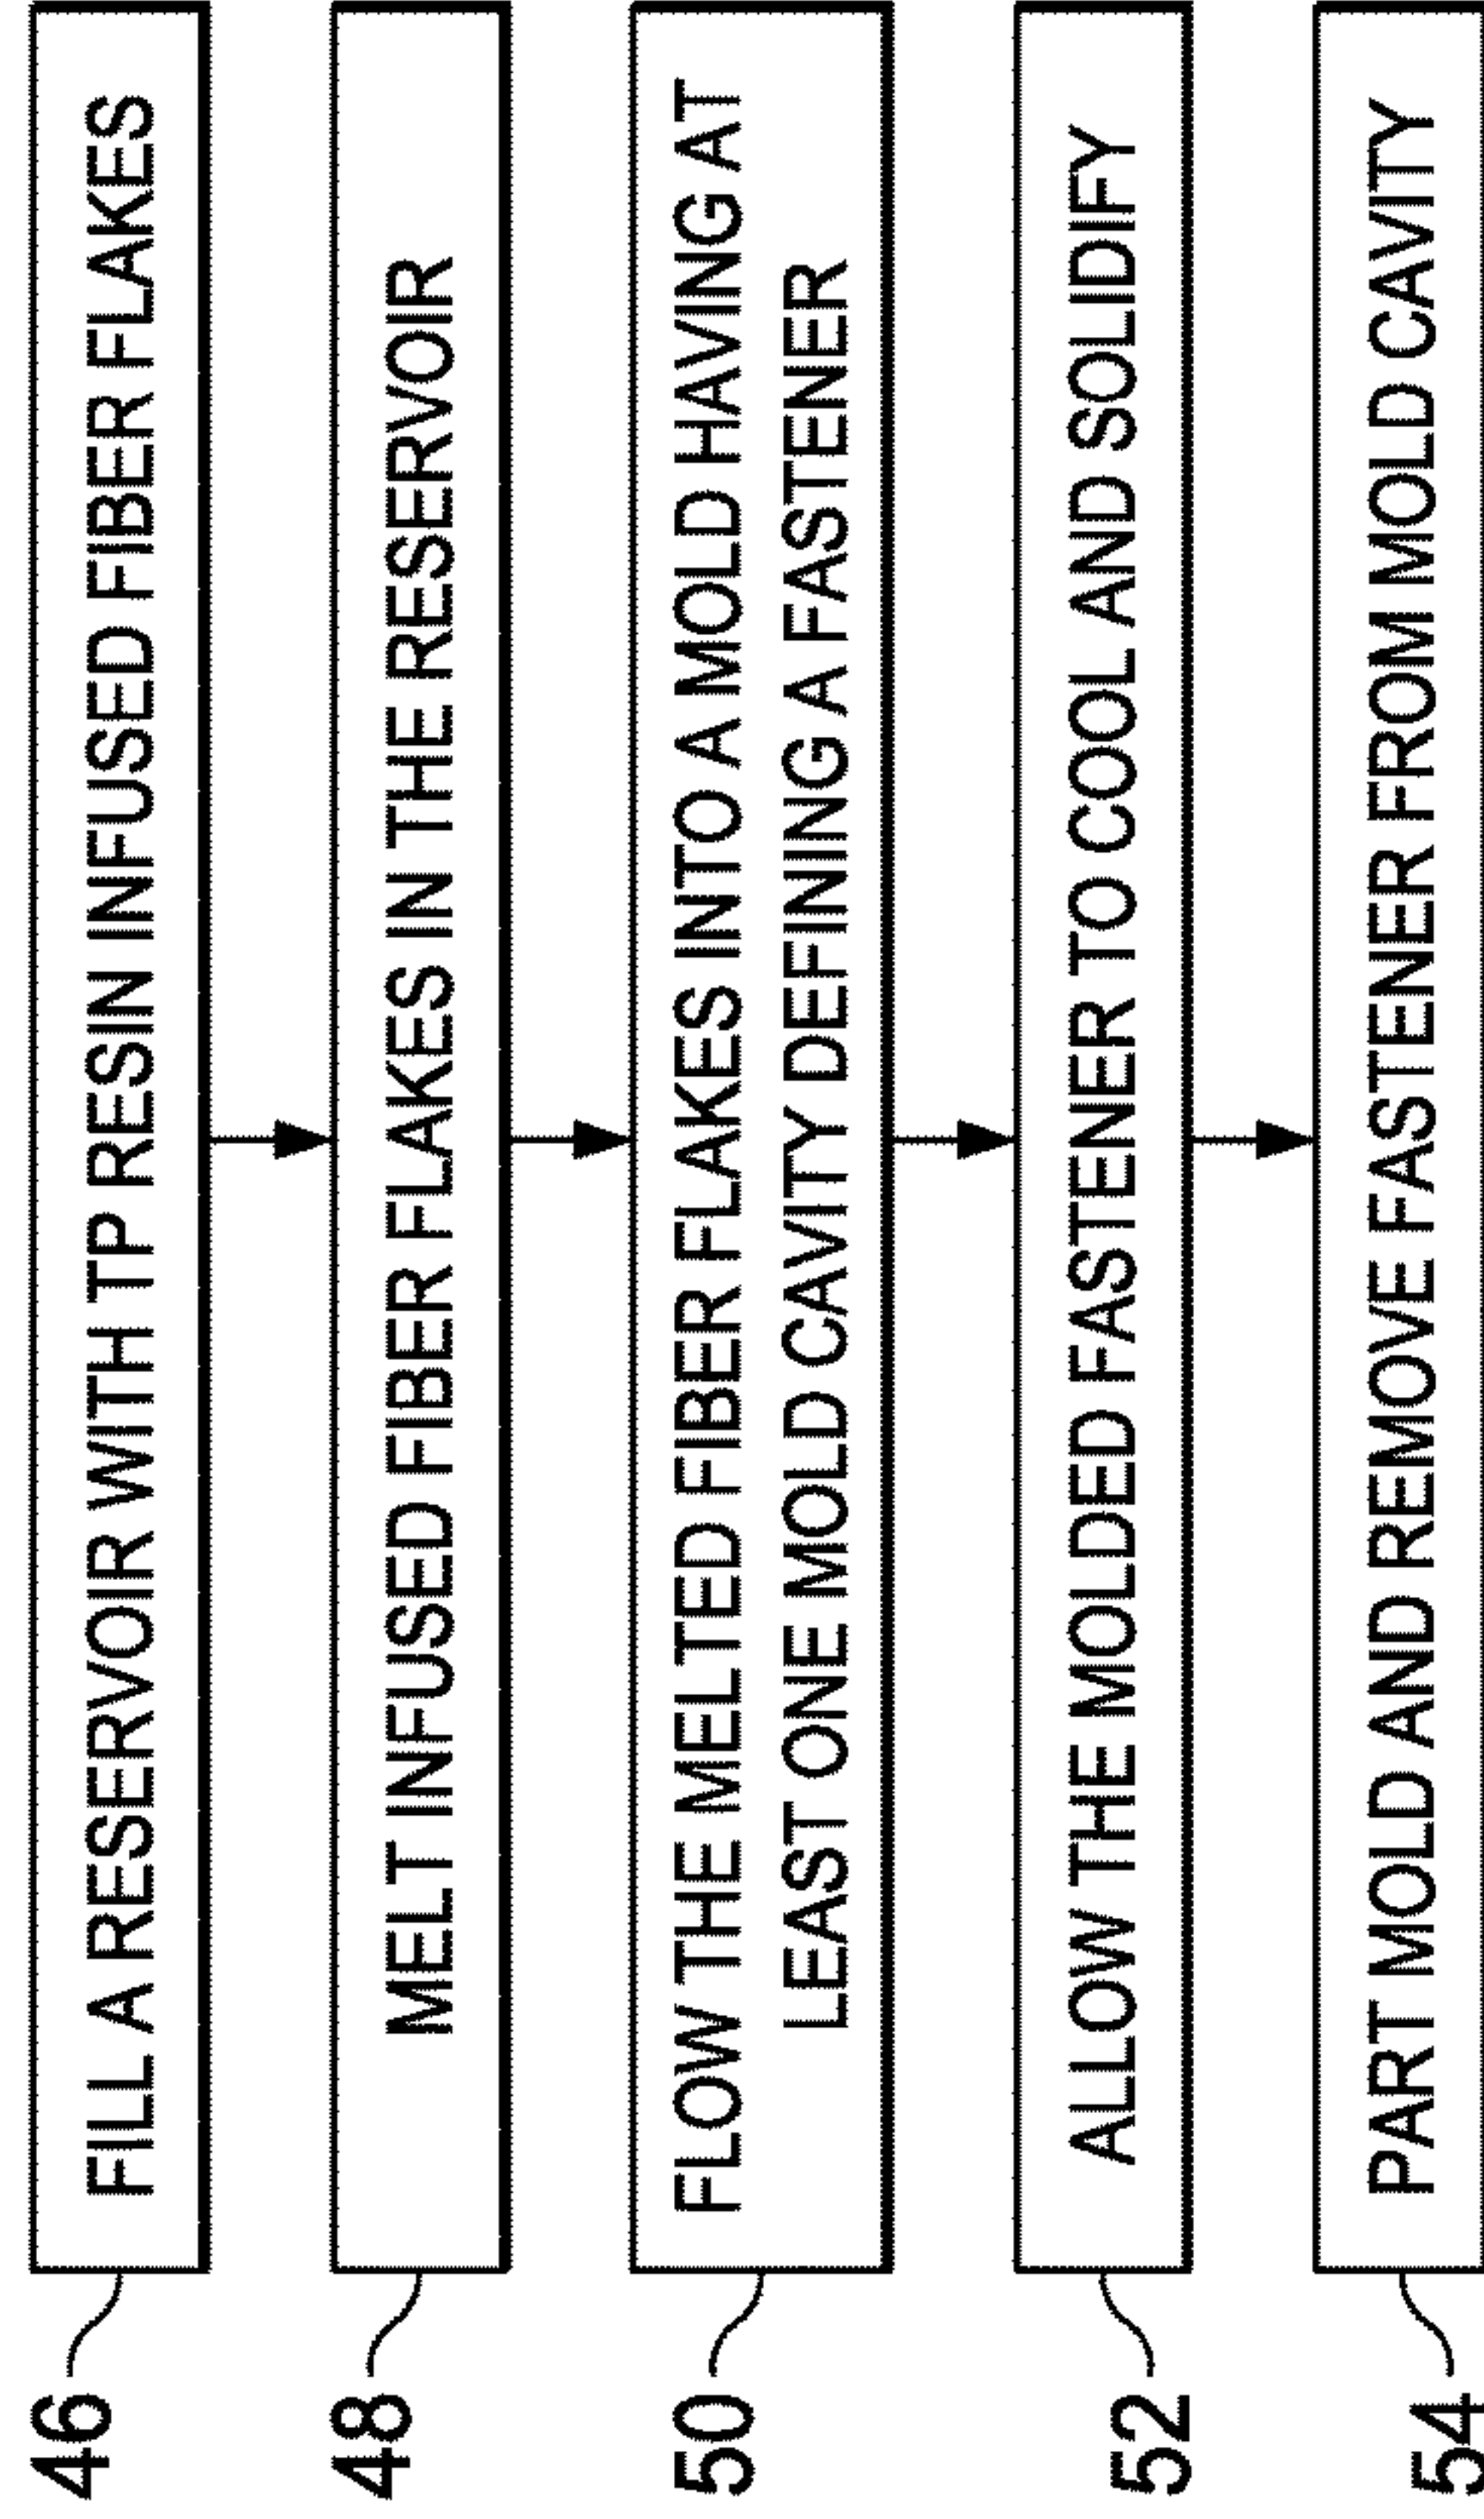 46
FILL A RESERVOIR WITH TP RESIN INFUSED FIBER FLAKES
48
MELT INFUSED FIBER FLAKES IN THE RESERVOIR
50
FLOW THE MELTED FIBER FLAKES INTO A MOLD HAVING AT
LEAST ONE MOLD CAVITY DEFINING A FASTENER
52
ALLOW THE MOLDED FASTENER TO COOL AND SOLIDIFY
54
PART MOLD AND REMOVE FASTENER FROM MOLD CAVITY